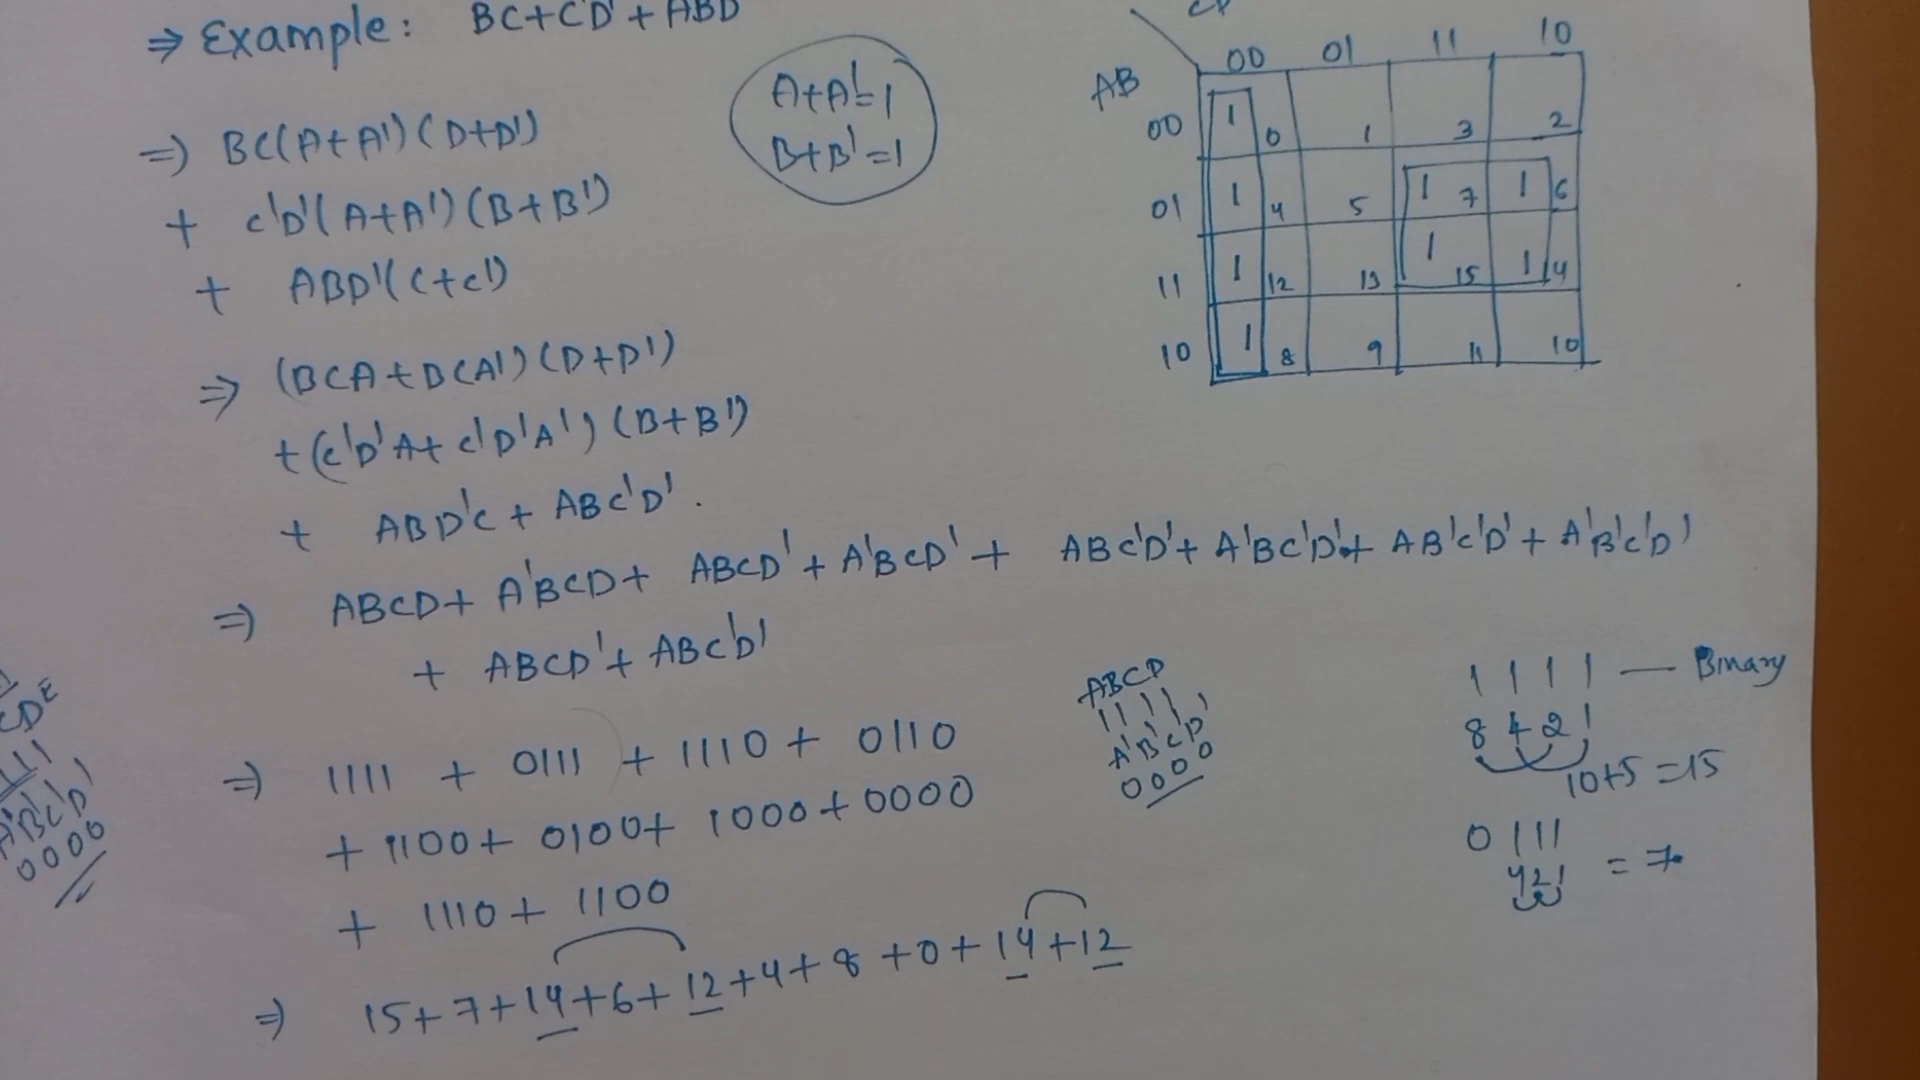 ⇒ Example: BC+C'D'+ABD'
⇒ BC(A+A')(D+D')
+ C'D'(A+A')(B+B')
+ ABD'(C+C')
A+A'=1
B+B'=1
⇒ (BCA+BCA')(D+D')
+(C'D'A+C'D'A')(B+B')
+ ABD'C+ABC'D'.
⇒ ABCD+A'BCD+ABCD'+A'BCD'+ ABC'D'+A'BC'D'+AB'C'D'+A'B'C'D'
+ ABCD'+ABC'D'
⇒ 1111 + 0111 + 1110 + 0110
+ 1100+ 0100+ 1000+0000
+ 1110+ 1100
⇒ 15+7+14+6+12+4+8+0+14+12
AB
00 01 11 10
00 1 0 1 3 2
01 1 4 5 1 7 1 6
11 1 12 13 1 15 1 14
10 1 8 9 11 10
ABCD
1111
A'B'C'D'
0000
1111 — Binary
8421
10+5=15
0111
421 = 7
CDE
111
A'B'C'D'
0000